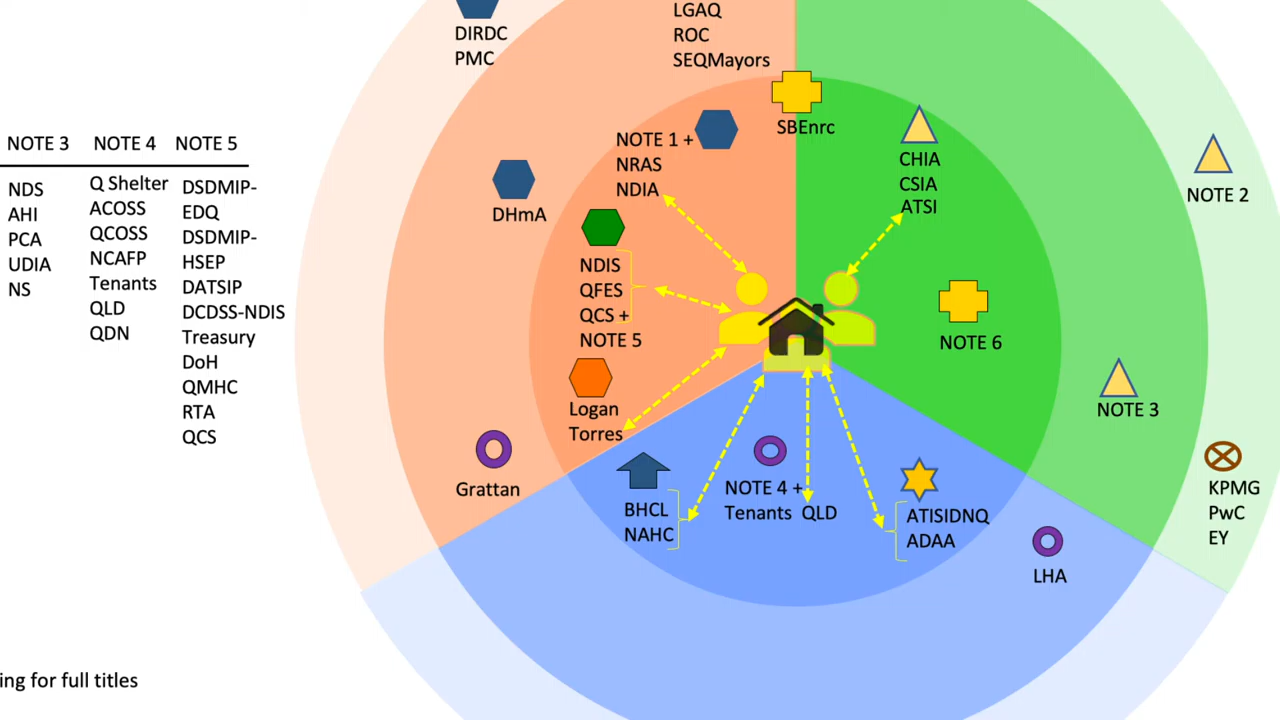 NOTE 3
NDS
AHI
PCA
UDIA
NS
NOTE 4
Q Shelter
ACOSS
QCOSS
NCAFP
Tenants
QLD
QDN
NOTE 5
DSDMIP-
EDQ
DSDMIP-
HSEP
DATSIP
DCDSS-NDIS
Treasury
DoH
QMHC
RTA
QCS
ing for full titles
DIRDC
PMC
LGAQ
ROC
SEQMayors
SBEnrc
NOTE 1 +
NRAS
NDIA
DHmA
NDIS
QFES
QCS +
NOTE 5
Logan
Torres
Grattan
CHIA
CSIA
ATSI
NOTE 2
NOTE 6
NOTE 3
KPMG
PwC
EY
BHCL
NAHC
NOTE 4 +
Tenants QLD
ATISIDNQ
ADAA
LHA